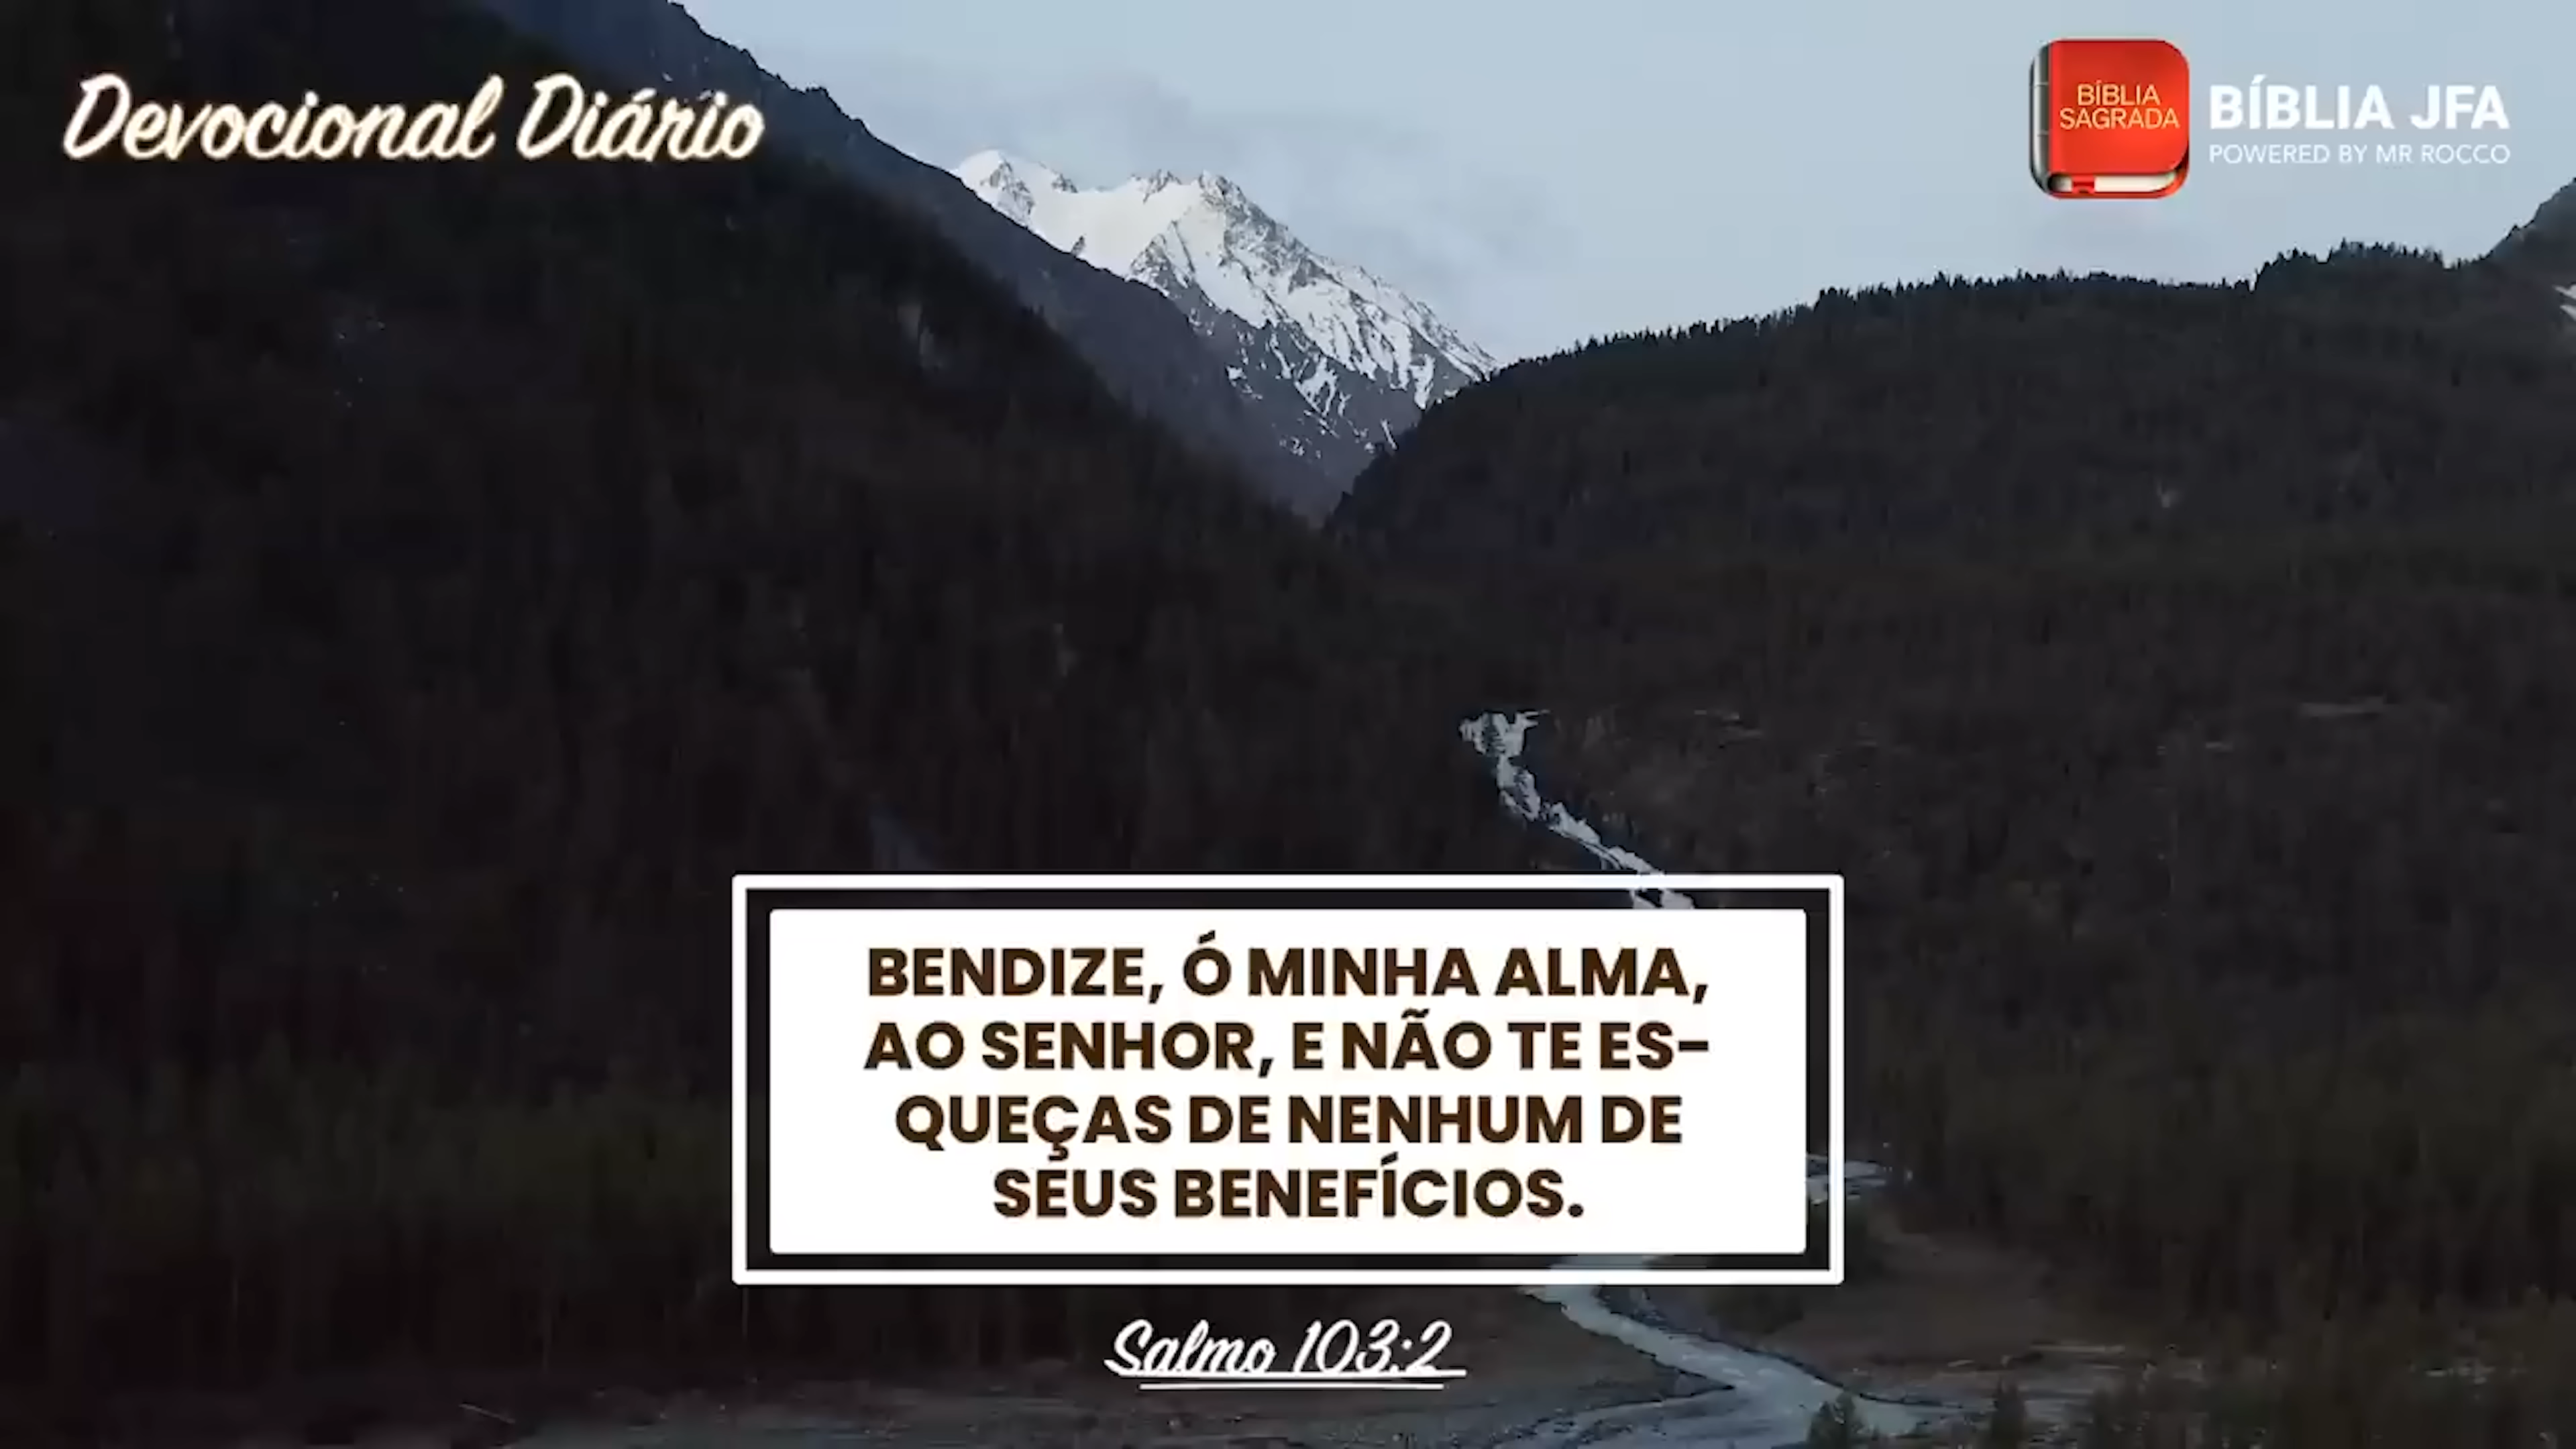 Devocional Diário
BÍBLIA
SAGRADA
BÍBLIA JFA
POWERED BY MR ROCCO
BENDIZE, Ó MINHA ALMA,
AO SENHOR, E NÃO TE ES-
QUEÇAS DE NENHUM DE
SEUS BENEFÍCIOS.
Salmo 103:2